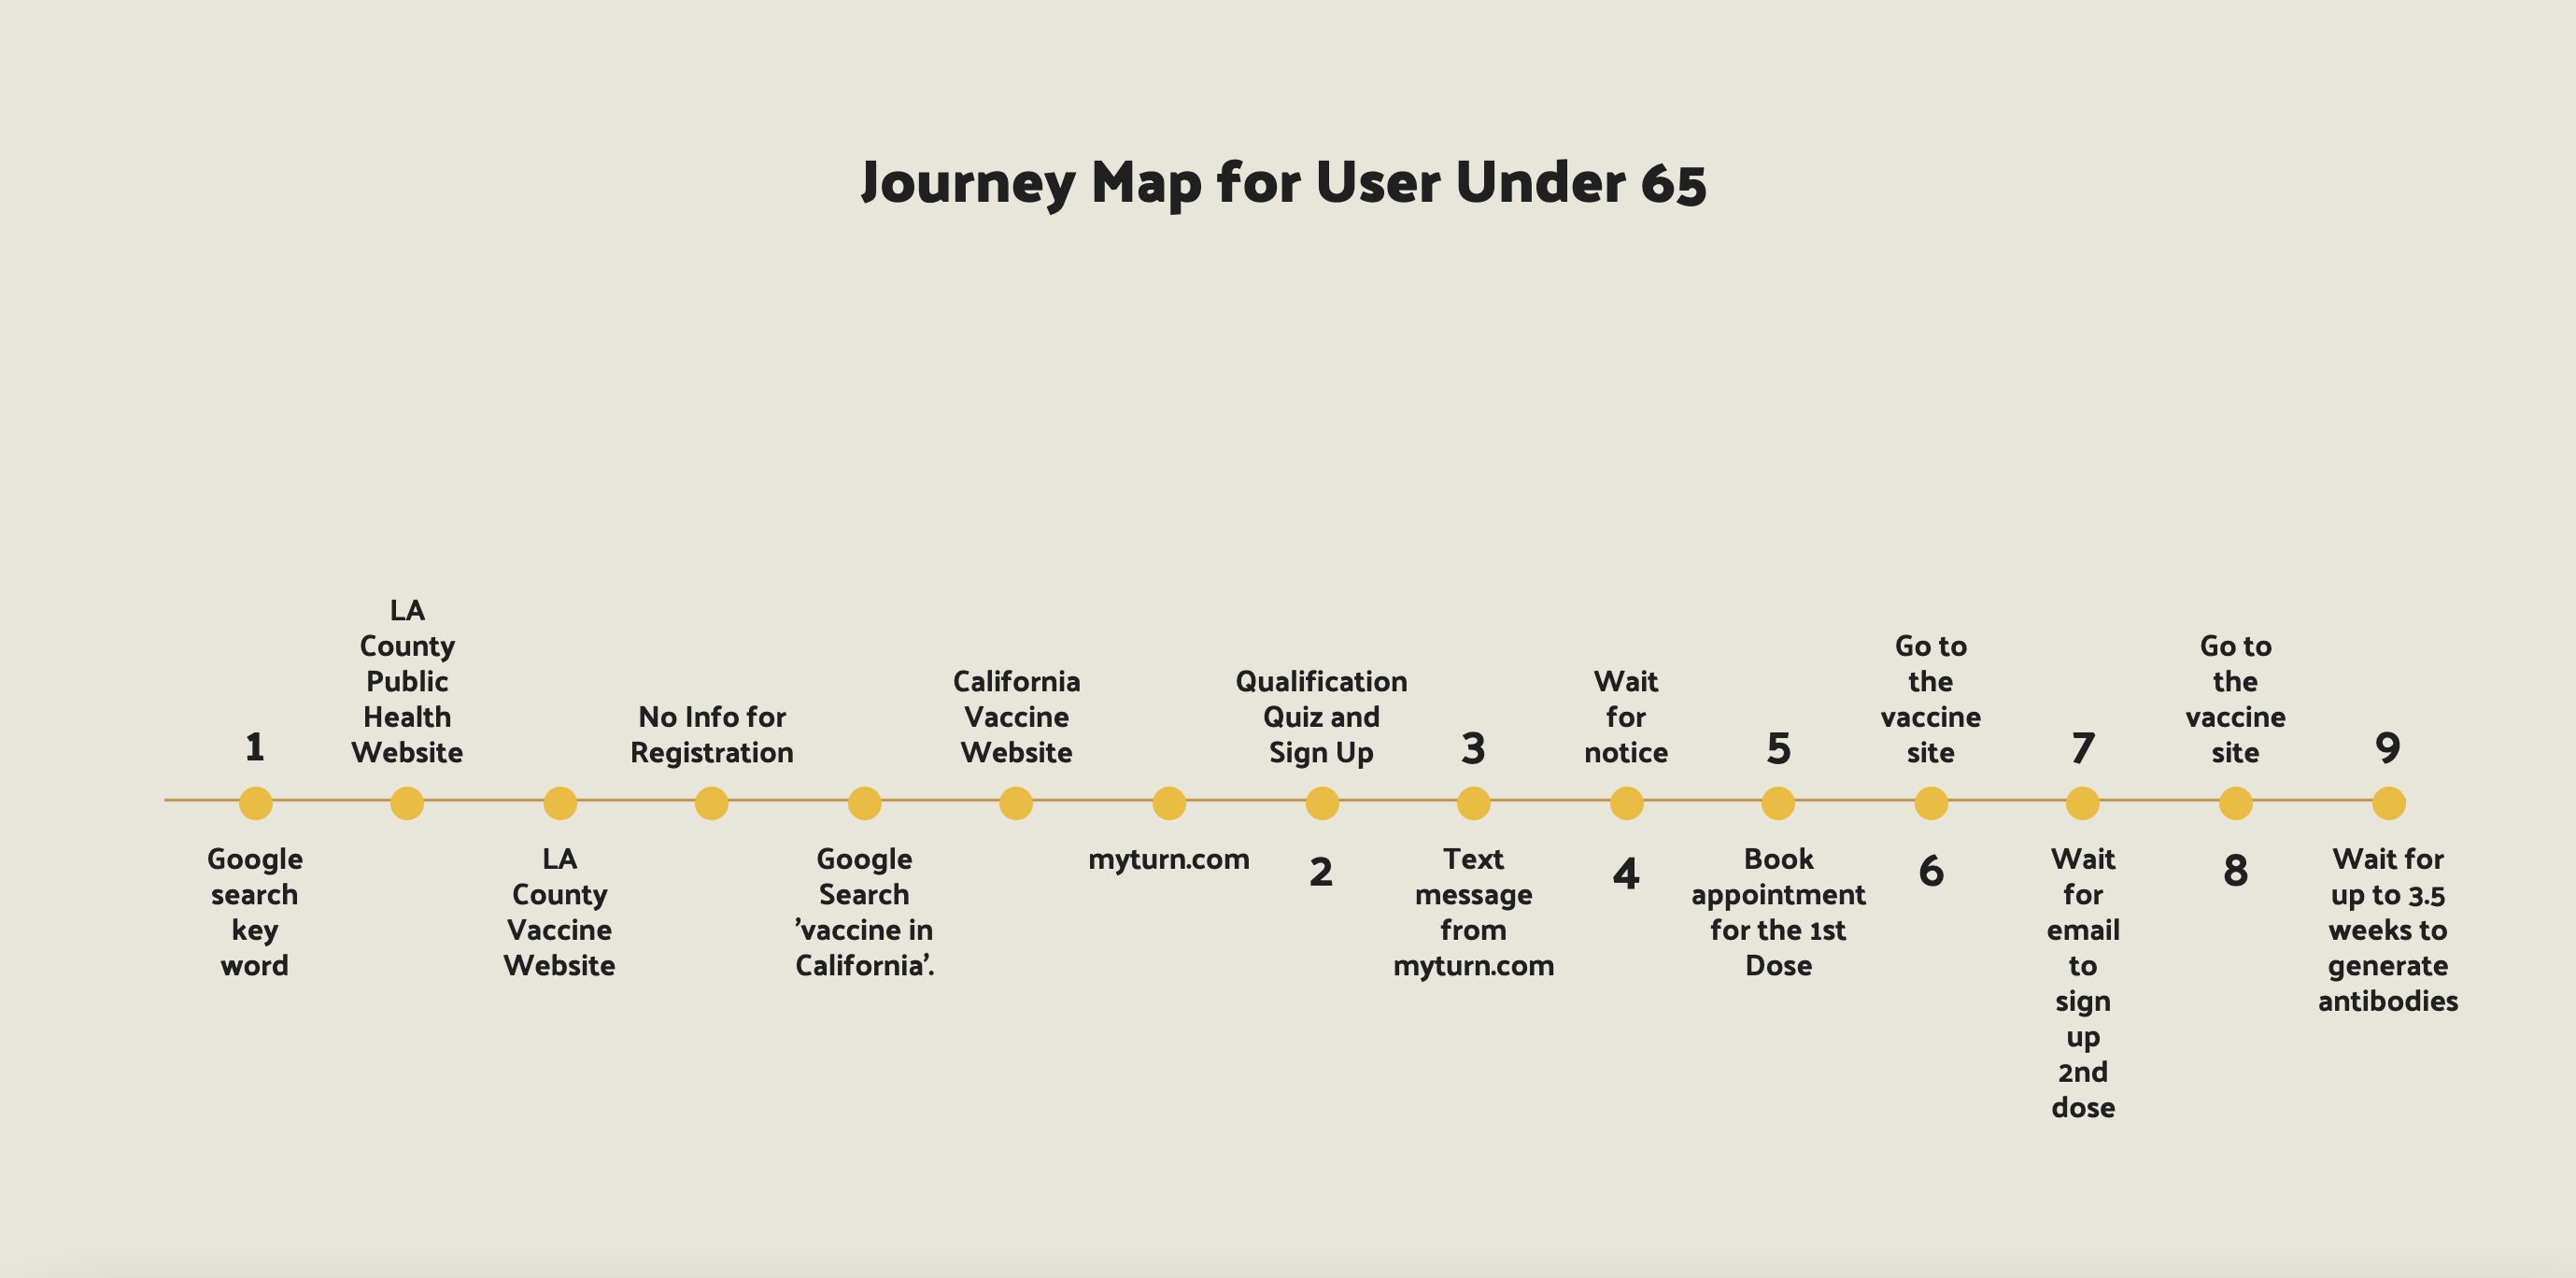 Journey Map for User Under 65
1
Google
search
key
word
LA
County
Public
Health
Website
LA
County
Vaccine
Website
No Info for
Registration
Google
Search
'vaccine in
California'.
California
Vaccine
Website
myturn.com
Qualification
Quiz and
Sign Up
2
3
Text
message
from
myturn.com
Wait
for
notice
4
5
Book
appointment
for the 1st
Dose
Go to
the
vaccine
site
6
7
Wait
for
email
to
sign
up
2nd
dose
Go to
the
vaccine
site
8
9
Wait for
up to 3.5
weeks to
generate
antibodies